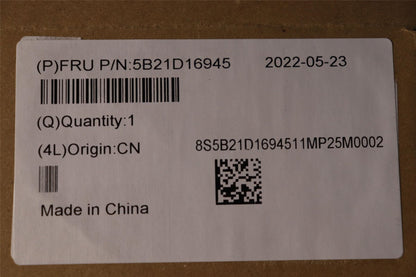 (P)FRU P/N:5B21D16945 2022-05-23
(Q)Quantity:1
(4L)Origin:CN 8S5B21D1694511MP25M0002
Made in China